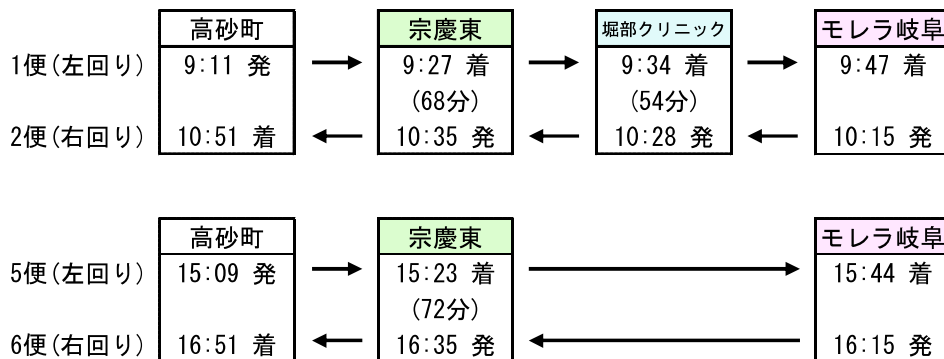 高砂町 宗慶東 堀部クリニック モレラ岐阜
1便(左回り) 9:11 発 9:27 着 9:34 着 9:47 着
(68分) (54分)
2便(右回り) 10:51 着 10:35 発 10:28 発 10:15 発
高砂町 宗慶東 モレラ岐阜
5便(左回り) 15:09 発 15:23 着 15:44 着
(72分)
6便(右回り) 16:51 着 16:35 発 16:15 発